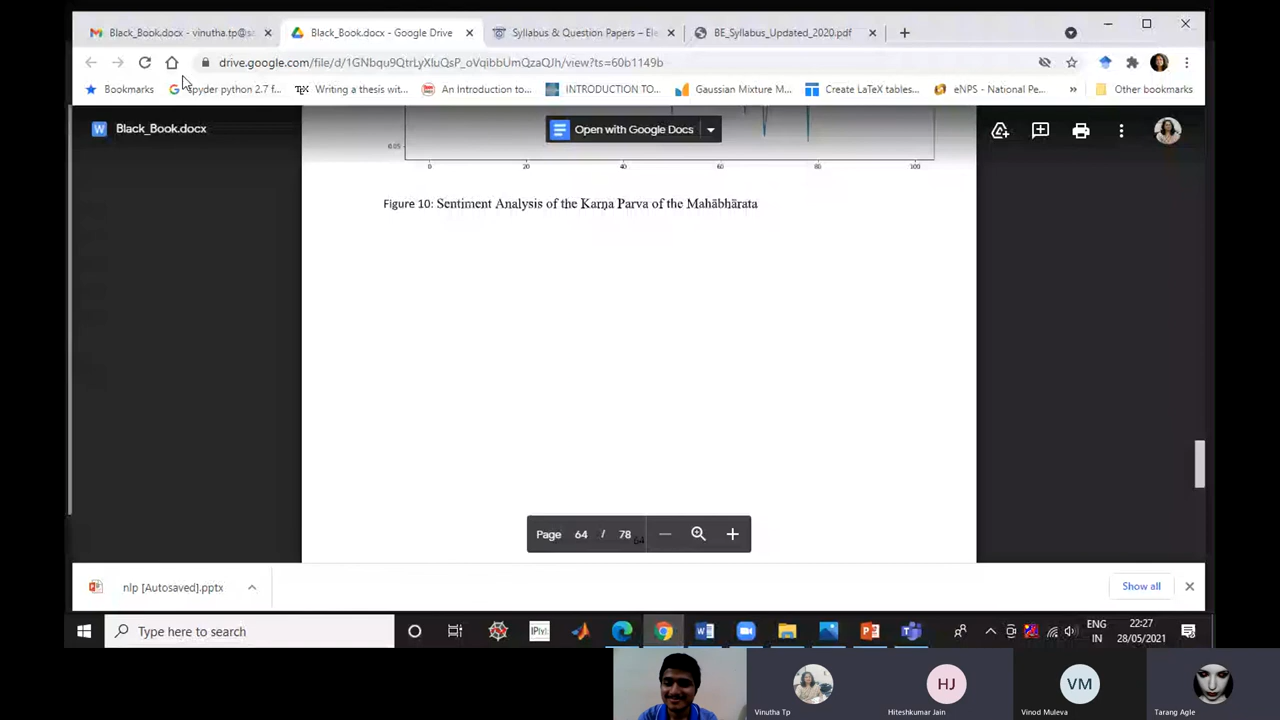 Black_Book.docx - vinutha.tp@s
Black_Book.docx - Google Drive
Syllabus & Question Papers – Ele
BE_Syllabus_Updated_2020.pdf
drive.google.com/file/d/1GNbqu9QtrLyXluQsP_oVqibbUmQzaQJh/view?ts=60b1149b
Bookmarks
spyder python 2.7 f...
Writing a thesis wit...
An Introduction to...
INTRODUCTION TO...
Gaussian Mixture M...
Create LaTeX tables...
eNPS - National Pe...
»
Other bookmarks
W Black_Book.docx
Open with Google Docs
0.05
0 20 40 60 80 100
Figure 10: Sentiment Analysis of the Karṇa Parva of the Mahābhārata
Page 64 / 78
64
nlp [Autosaved].pptx
Show all
Type here to search
ENG
IN
22:27
28/05/2021
Vinutha Tp
HJ
Hiteshkumar Jain
VM
Vinod Muleva
Tarang Agle